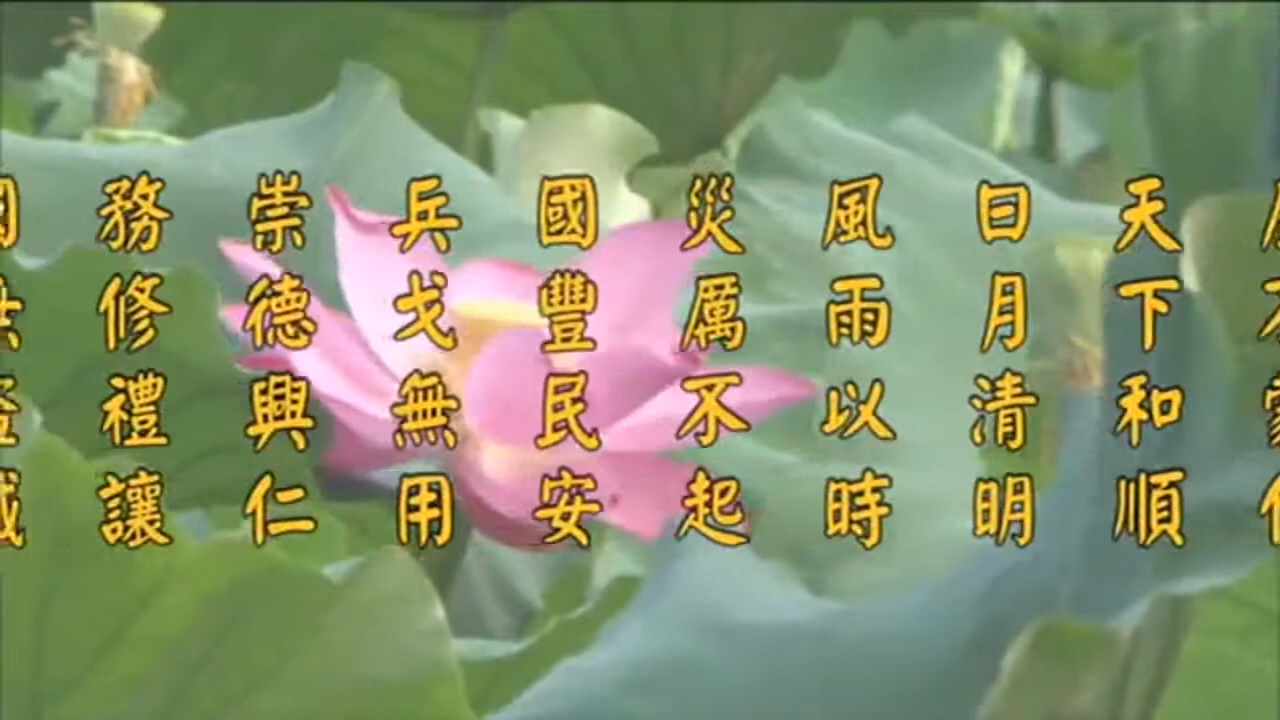 天下和順
日月清明
風雨以時
災厲不起
國豐民安
兵戈無用
崇德興仁
務修禮讓